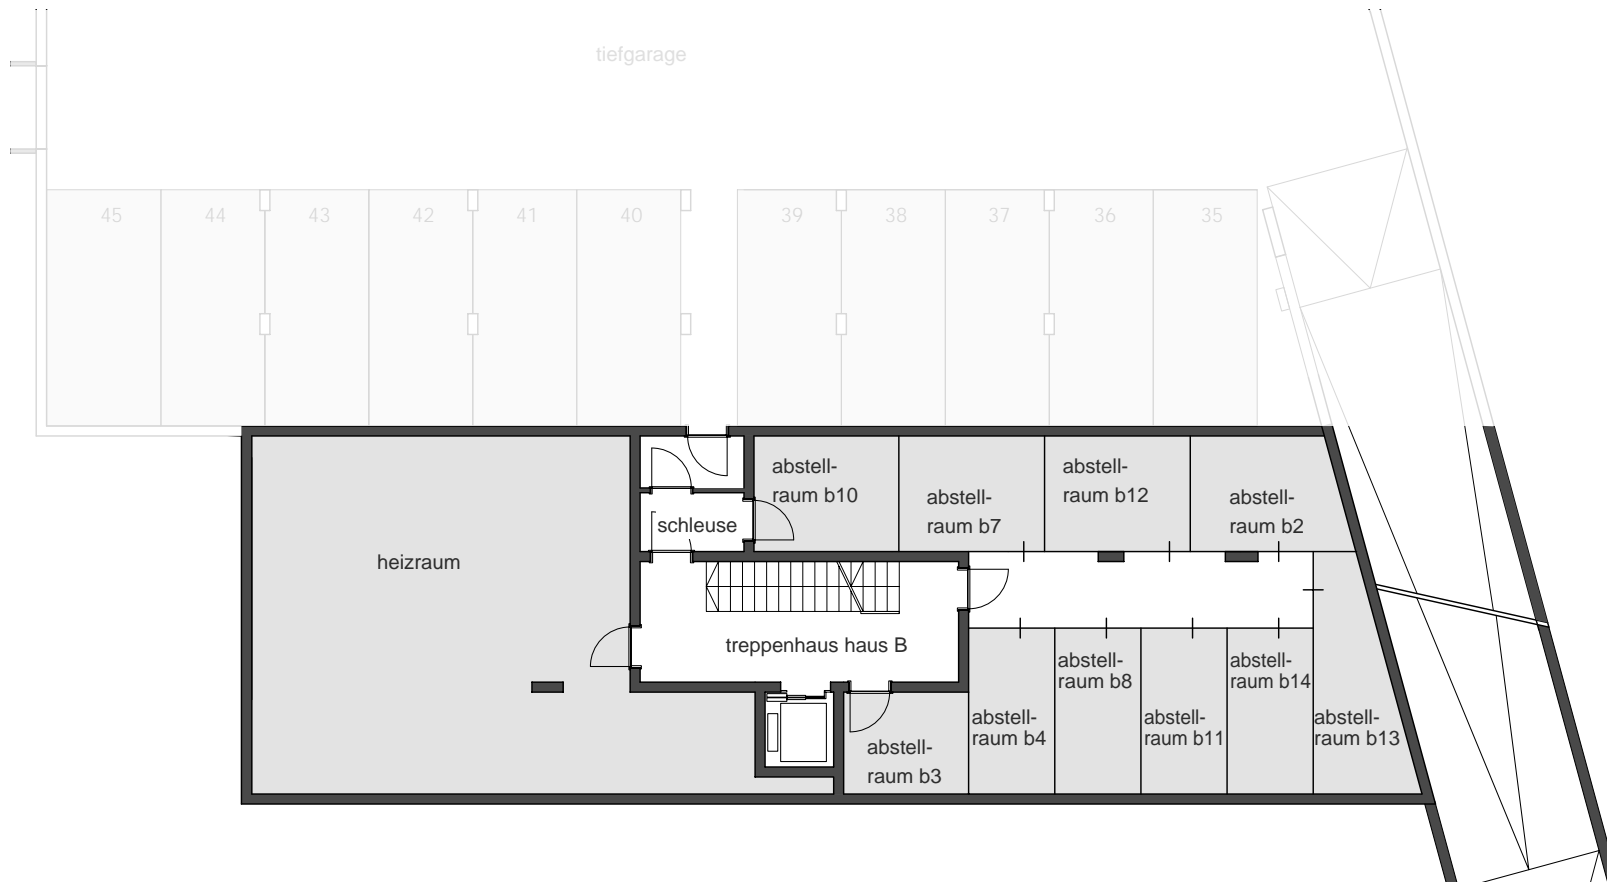 tiefgarage
45
44
43
42
41
40
39
38
37
36
35
abstell-
raum b10
abstell-
raum b7
abstell-
raum b12
abstell-
raum b2
schleuse
heizraum
treppenhaus haus B
abstell-
raum b3
abstell-
raum b4
abstell-
raum b8
abstell-
raum b11
abstell-
raum b14
abstell-
raum b13